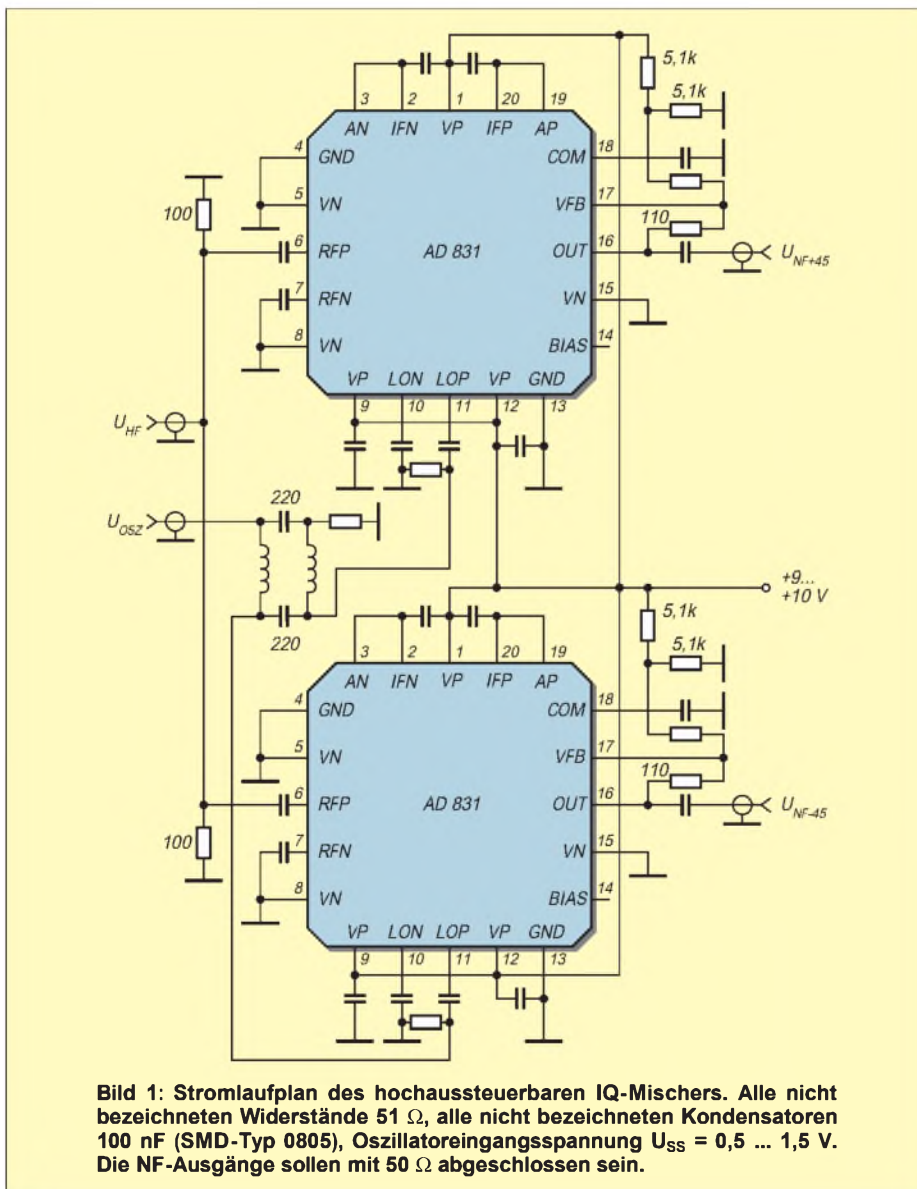 5,1k
5,1k
3
2
1
20
19
AN
IFN
VP
IFP
AP
4
GND
COM
18
5
VN
VFB
17
100
110
6
RFP
AD 831
OUT
16
U_NF+45
7
RFN
VN
15
8
VN
BIAS
14
VP
LON
LOP
VP
GND
9
10
11
12
13
U_HF
U_OSZ
220
220
+9...
+10 V
5,1k
5,1k
3
2
1
20
19
AN
IFN
VP
IFP
AP
4
GND
COM
18
5
VN
VFB
17
110
6
RFP
AD 831
OUT
16
U_NF-45
100
7
RFN
VN
15
8
VN
BIAS
14
VP
LON
LOP
VP
GND
9
10
11
12
13
Bild 1: Stromlaufplan des hochaussteuerbaren IQ-Mischers. Alle nicht
bezeichneten Widerstände 51 Ω, alle nicht bezeichneten Kondensatoren
100 nF (SMD-Typ 0805), Oszillatoreingangsspannung U_SS = 0,5 ... 1,5 V.
Die NF-Ausgänge sollen mit 50 Ω abgeschlossen sein.